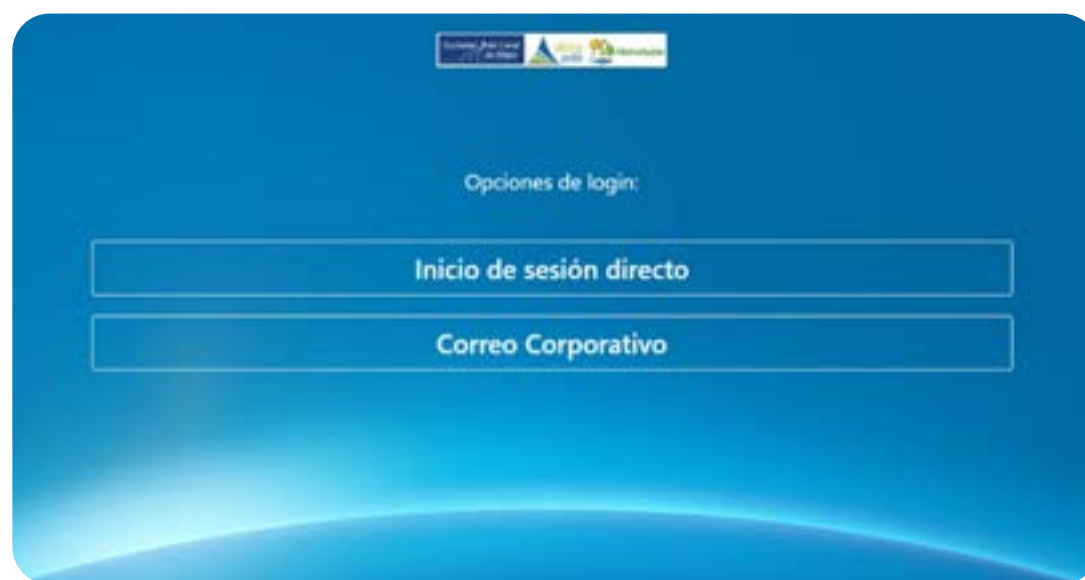 Opciones de login:
Inicio de sesión directo
Correo Corporativo